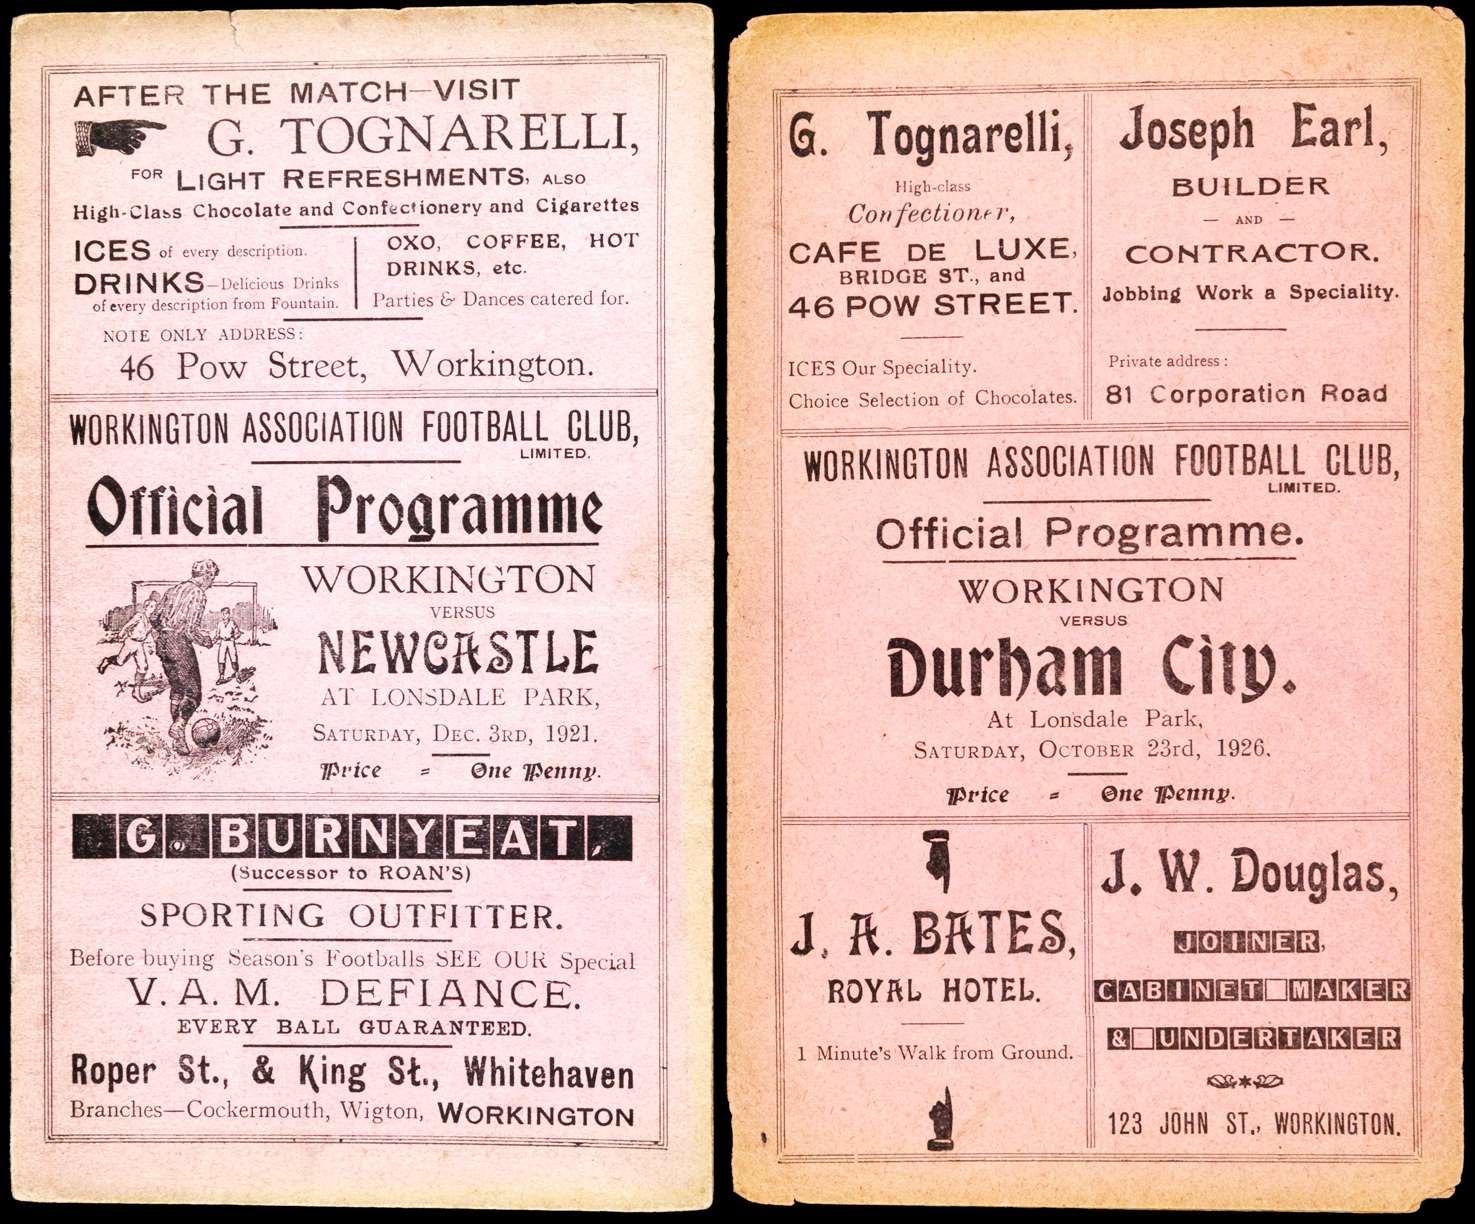 AFTER THE MATCH—VISIT
G. TOGNARELLI,
FOR LIGHT REFRESHMENTS, ALSO
High-Class Chocolate and Confectionery and Cigarettes
ICES of every description.
DRINKS—Delicious Drinks
of every description from Fountain.
OXO, COFFEE, HOT
DRINKS, etc.
Parties & Dances catered for.
NOTE ONLY ADDRESS:
46 Pow Street, Workington.
WORKINGTON ASSOCIATION FOOTBALL CLUB,
LIMITED.
Official Programme
WORKINGTON
VERSUS
NEWCASTLE
AT LONSDALE PARK,
SATURDAY, DEC. 3RD, 1921.
Price = One Penny.
G. BURNYEAT,
(Successor to ROAN'S)
SPORTING OUTFITTER.
Before buying Season's Footballs SEE OUR Special
V. A. M. DEFIANCE.
EVERY BALL GUARANTEED.
Roper St., & King St., Whitehaven
Branches—Cockermouth, Wigton, WORKINGTON
G. Tognarelli,
High-class
Confectioner,
CAFE DE LUXE,
BRIDGE ST., and
46 POW STREET.
ICES Our Speciality.
Choice Selection of Chocolates.
Joseph Earl,
BUILDER
— AND —
CONTRACTOR.
Jobbing Work a Speciality.
Private address:
81 Corporation Road
WORKINGTON ASSOCIATION FOOTBALL CLUB,
LIMITED.
Official Programme.
WORKINGTON
VERSUS
Durham City.
At Lonsdale Park,
SATURDAY, OCTOBER 23rd, 1926.
Price = One Penny.
J. A. BATES,
ROYAL HOTEL.
1 Minute's Walk from Ground.
J. W. Douglas,
JOINER,
CABINET MAKER
& UNDERTAKER
123 JOHN ST., WORKINGTON.